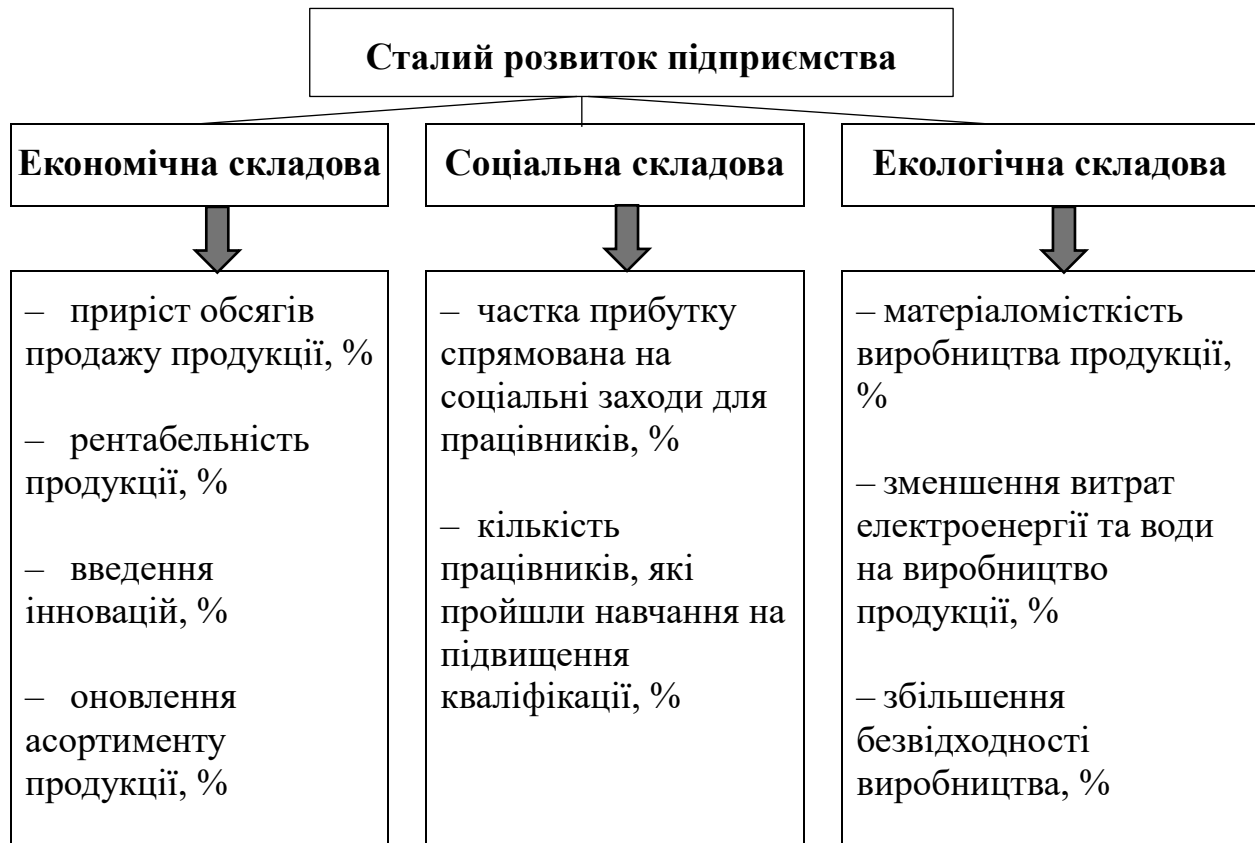 Сталий розвиток підприємства
Економічна складова
Соціальна складова
Екологічна складова
– приріст обсягів
продажу продукції, %
– рентабельність
продукції, %
– введення
інновацій, %
– оновлення
асортименту
продукції, %
– частка прибутку
спрямована на
соціальні заходи для
працівників, %
– кількість
працівників, які
пройшли навчання на
підвищення
кваліфікації, %
– матеріаломісткість
виробництва продукції,
%
– зменшення витрат
електроенергії та води
на виробництво
продукції, %
– збільшення
безвідходності
виробництва, %